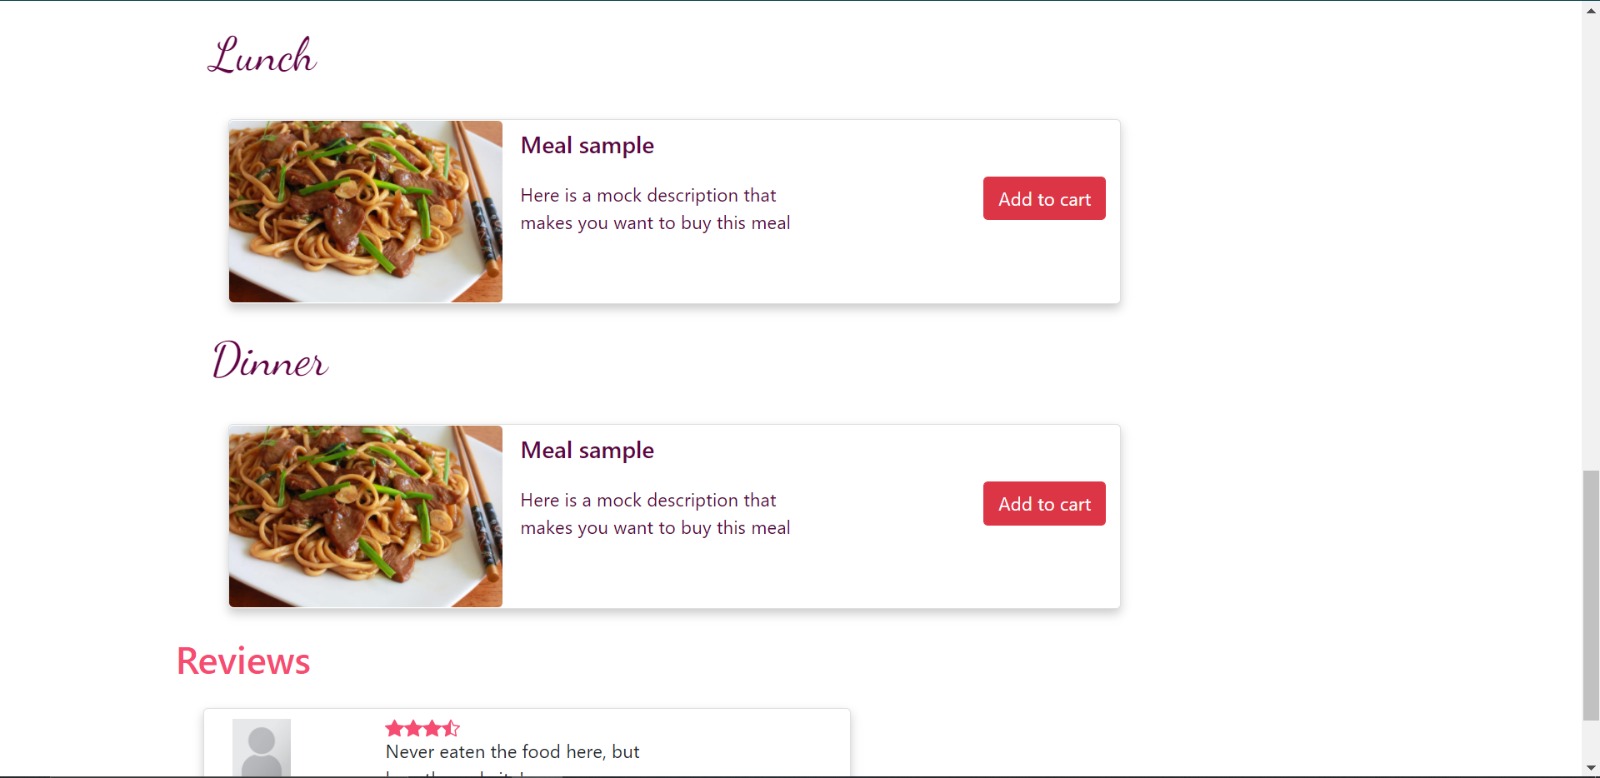 Lunch
Meal sample
Here is a mock description that
makes you want to buy this meal
Add to cart
Dinner
Meal sample
Here is a mock description that
makes you want to buy this meal
Add to cart
Reviews
Never eaten the food here, but